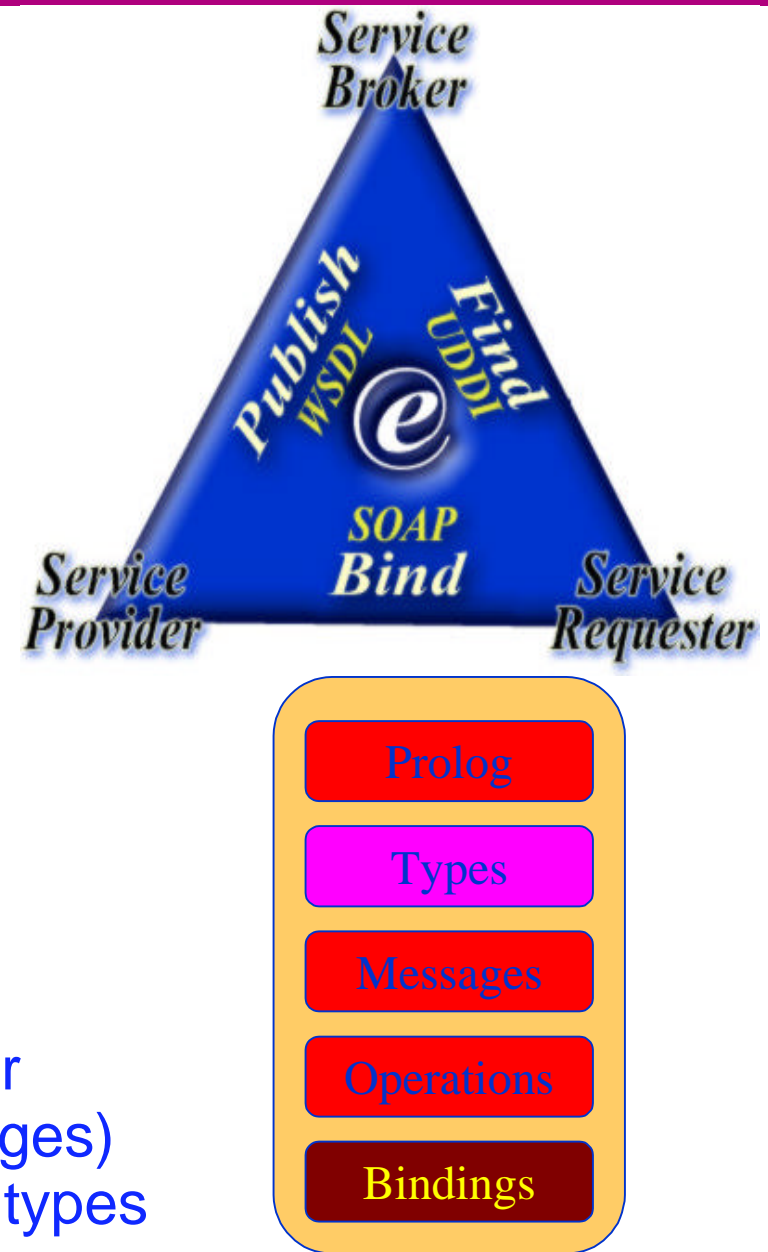 Service
Broker
Publish
WSDL
Find
UDDI
e
SOAP
Bind
Service
Provider
Service
Requester
Prolog
Types
Messages
Operations
Bindings
r
ges)
types